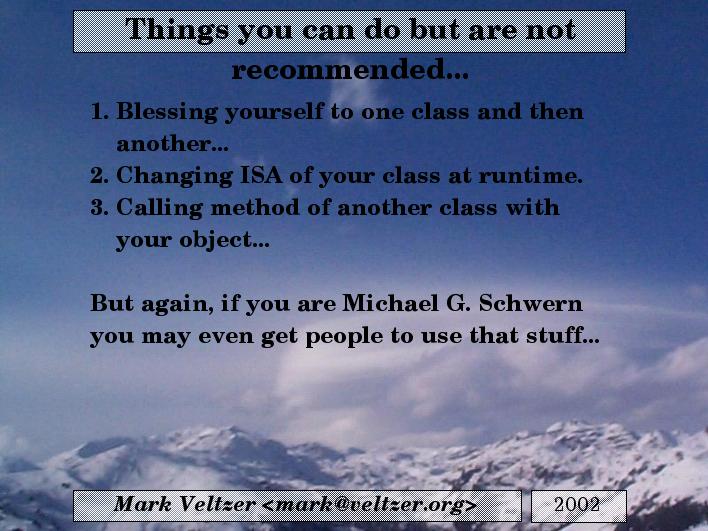 Things you can do but are not
recommended...
1. Blessing yourself to one class and then
another...
2. Changing ISA of your class at runtime.
3. Calling method of another class with
your object...
But again, if you are Michael G. Schwern
you may even get people to use that stuff...
Mark Veltzer <mark@veltzer.org>
2002